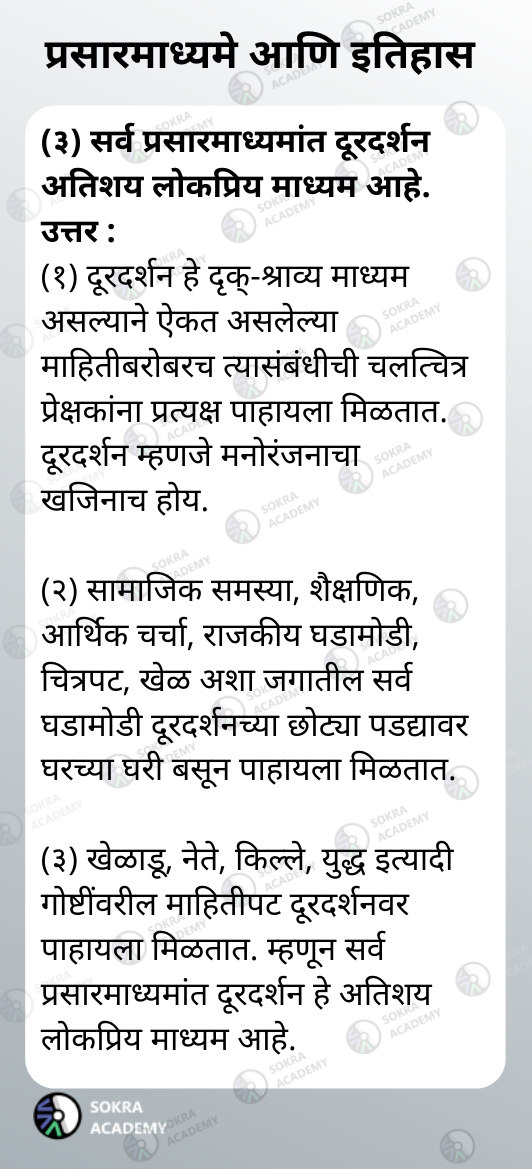 प्रसारमाध्यमे आणि इतिहास
(३) सर्व प्रसारमाध्यमांत दूरदर्शन
अतिशय लोकप्रिय माध्यम आहे.
उत्तर :
(१) दूरदर्शन हे दृक्-श्राव्य माध्यम
असल्याने ऐकत असलेल्या
माहितीबरोबरच त्यासंबंधीची चलत्चित्र
प्रेक्षकांना प्रत्यक्ष पाहायला मिळतात.
दूरदर्शन म्हणजे मनोरंजनाचा
खजिनाच होय.
(२) सामाजिक समस्या, शैक्षणिक,
आर्थिक चर्चा, राजकीय घडामोडी,
चित्रपट, खेळ अशा जगातील सर्व
घडामोडी दूरदर्शनच्या छोट्या पडद्यावर
घरच्या घरी बसून पाहायला मिळतात.
(३) खेळाडू, नेते, किल्ले, युद्ध इत्यादी
गोष्टींवरील माहितीपट दूरदर्शनवर
पाहायला मिळतात. म्हणून सर्व
प्रसारमाध्यमांत दूरदर्शन हे अतिशय
लोकप्रिय माध्यम आहे.
SOKRA
ACADEMY